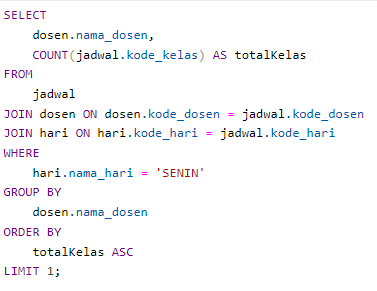 SELECT
dosen.nama_dosen,
COUNT(jadwal.kode_kelas) AS totalKelas
FROM
jadwal
JOIN dosen ON dosen.kode_dosen = jadwal.kode_dosen
JOIN hari ON hari.kode_hari = jadwal.kode_hari
WHERE
hari.nama_hari = 'SENIN'
GROUP BY
dosen.nama_dosen
ORDER BY
totalKelas ASC
LIMIT 1;